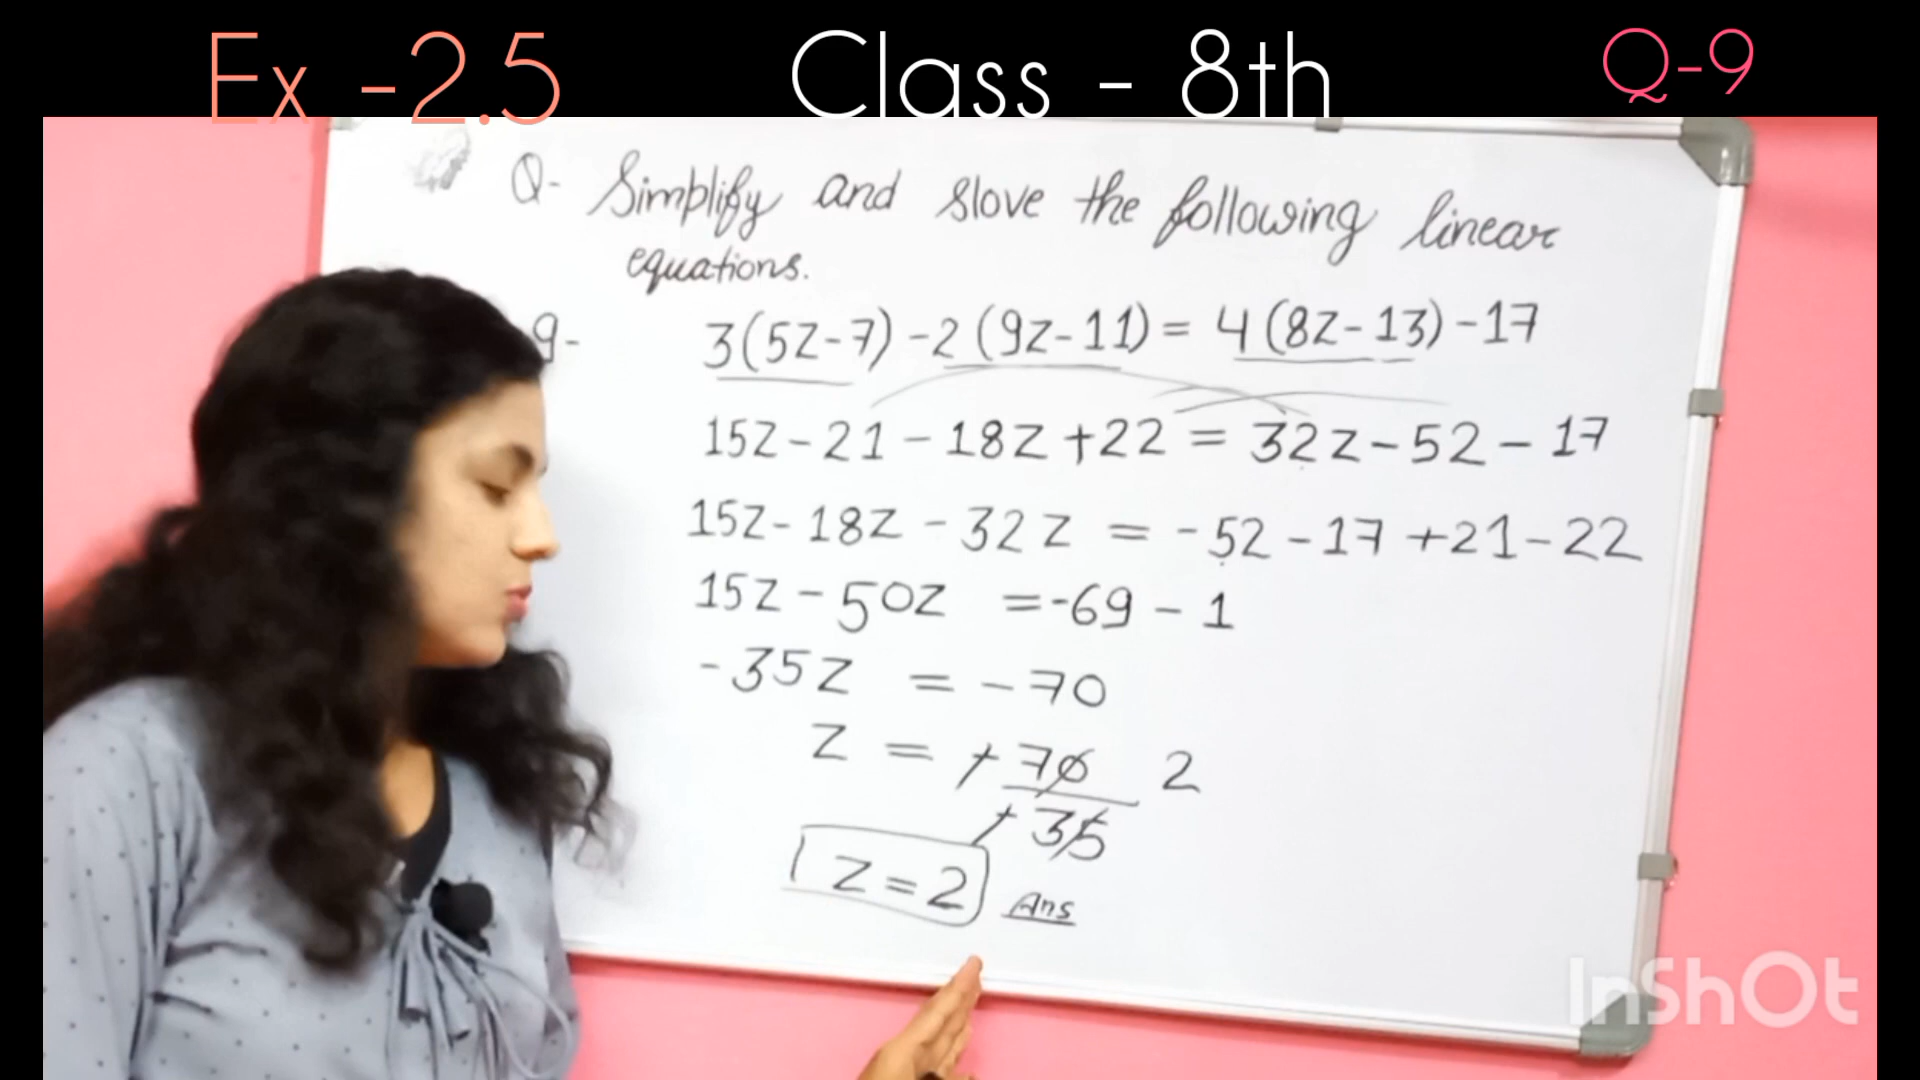 Ex -2.5 Class - 8th Q-9
Q- Simplify and slove the following linear
equations.
9- 3(5z-7) -2(9z-11) = 4(8z-13) -17
15z - 21 - 18z +22 = 32z - 52 - 17
15z - 18z - 32z = -52 - 17 +21 - 22
15z - 50z = -69 - 1
-35z = -70
z = + 70 2
+ 35
z = 2 Ans
InShOt